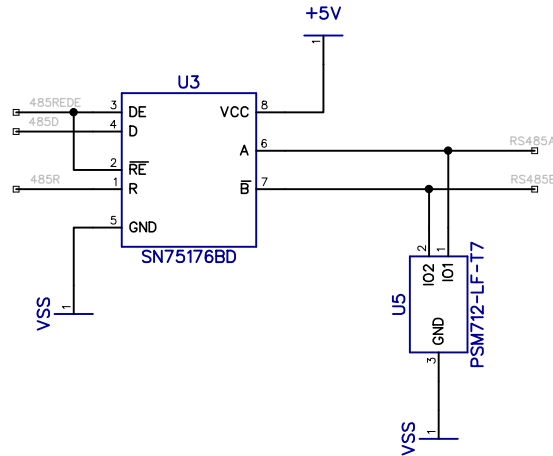 +5V
1
U3
485REDE
3
DE
VCC
8
485D
4
D
A
6
RS485A
2
RE
485R
1
R
B
7
RS485B
5
GND
SN75176BD
VSS
1
2
1
IO2
IO1
U5
GND
PSM712-LF-T7
3
VSS
1